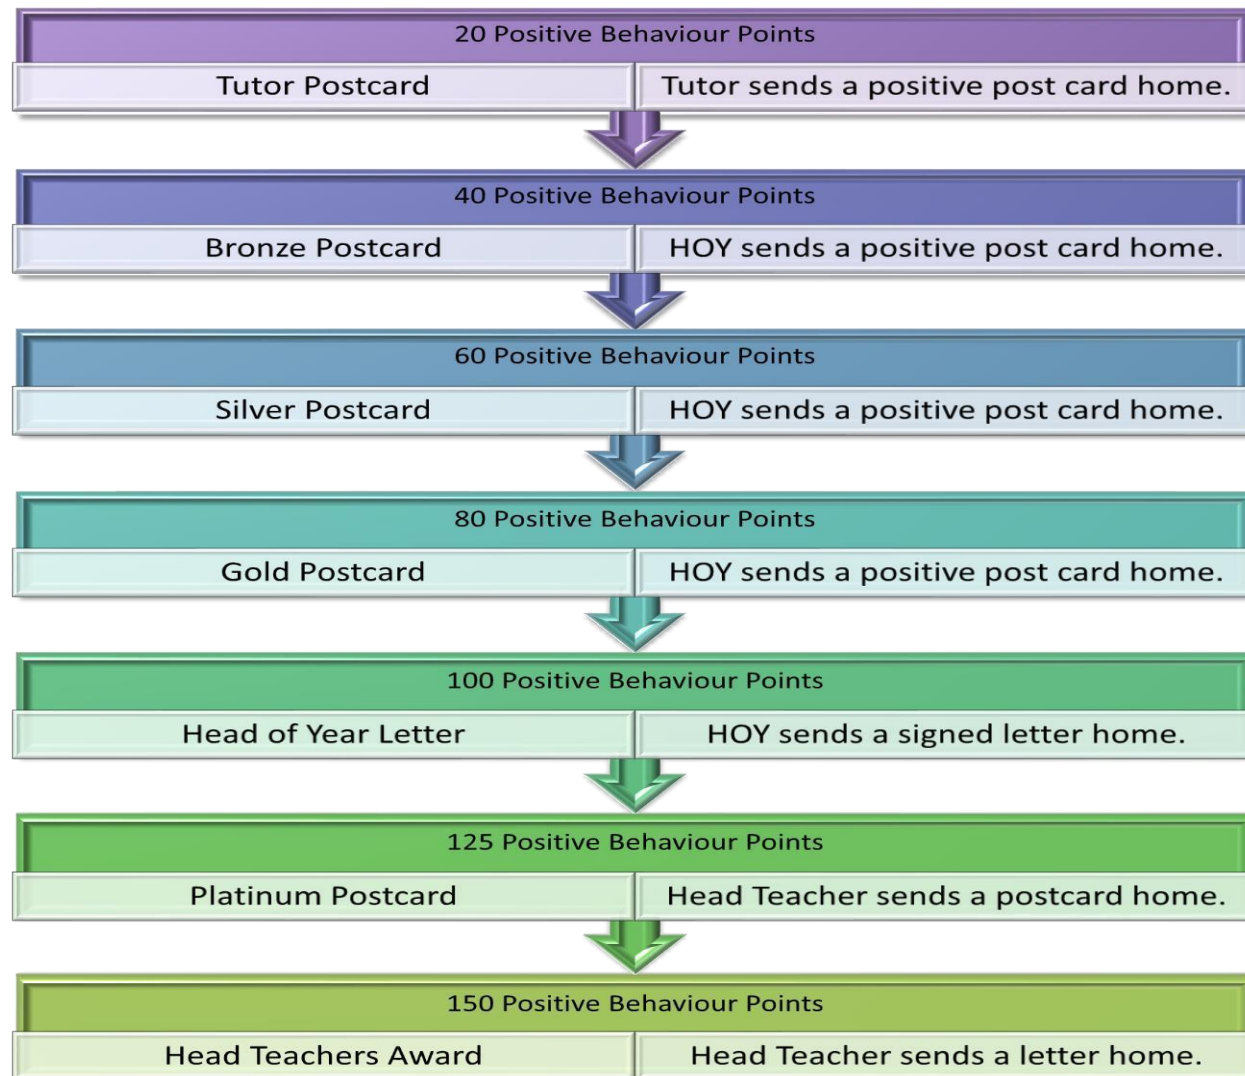 20 Positive Behaviour Points
Tutor Postcard
Tutor sends a positive post card home.
40 Positive Behaviour Points
Bronze Postcard
HOY sends a positive post card home.
60 Positive Behaviour Points
Silver Postcard
HOY sends a positive post card home.
80 Positive Behaviour Points
Gold Postcard
HOY sends a positive post card home.
100 Positive Behaviour Points
Head of Year Letter
HOY sends a signed letter home.
125 Positive Behaviour Points
Platinum Postcard
Head Teacher sends a postcard home.
150 Positive Behaviour Points
Head Teachers Award
Head Teacher sends a letter home.